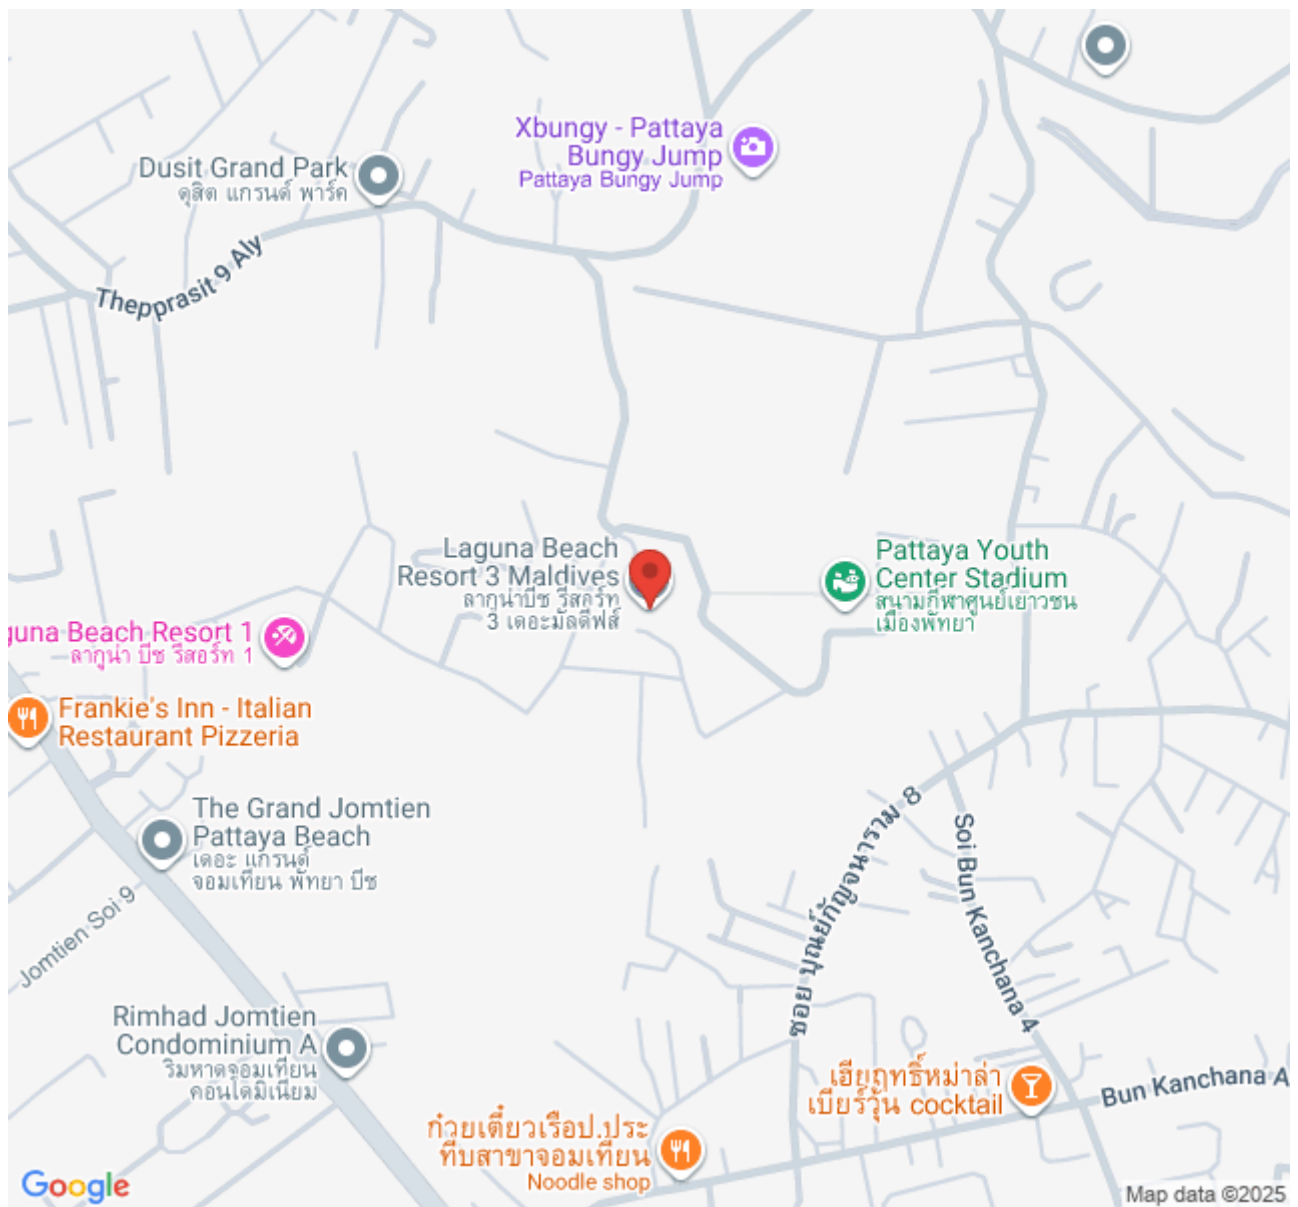 Xbungy - Pattaya
Bungy Jump
Pattaya Bungy Jump
Dusit Grand Park
ดุสิต แกรนด์ พาร์ค
Thepprasit 9 Aly
Laguna Beach
Resort 3 Maldives
ลากูน่าบีช รีสอร์ท
3 เดอะมัลดีฟส์
Pattaya Youth
Center Stadium
สนามกีฬาศูนย์เยาวชน
เมืองพัทยา
guna Beach Resort 1
ลากูน่า บีช รีสอร์ท 1
Frankie's Inn - Italian
Restaurant Pizzeria
The Grand Jomtien
Pattaya Beach
เดอะ แกรนด์
จอมเทียน พัทยา บีช
ซอย บุณย์กัญจนาราม 8
Soi Bun Kanchana 4
Jomtien Soi 9
Rimhad Jomtien
Condominium A
ริมหาดจอมเทียน
คอนโดมิเนียม
เฮียฤทธิ์หม่าล่า
เบียร์วุ้น cocktail
Bun Kanchana A
ก๋วยเตี๋ยวเรือป.ประ
ทีบสาขาจอมเทียน
Noodle shop
Google
Map data ©2025